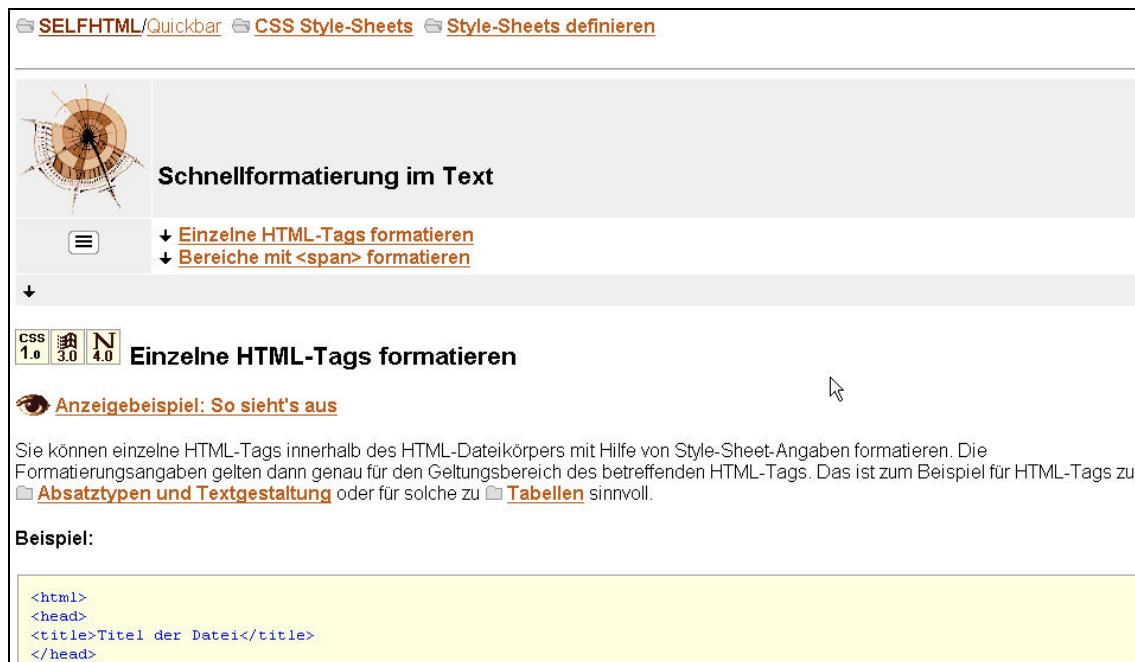 SELFHTML/Quickbar CSS Style-Sheets Style-Sheets definieren
Schnellformatierung im Text
Einzelne HTML-Tags formatieren
Bereiche mit <span> formatieren
CSS 1.0 3.0 N 4.0 Einzelne HTML-Tags formatieren
Anzeigebeispiel: So sieht's aus
Sie können einzelne HTML-Tags innerhalb des HTML-Dateikörpers mit Hilfe von Style-Sheet-Angaben formatieren. Die
Formatierungsangaben gelten dann genau für den Geltungsbereich des betreffenden HTML-Tags. Das ist zum Beispiel für HTML-Tags zu
Absatztypen und Textgestaltung oder für solche zu Tabellen sinnvoll.
Beispiel:
<html>
<head>
<title>Titel der Datei</title>
</head>